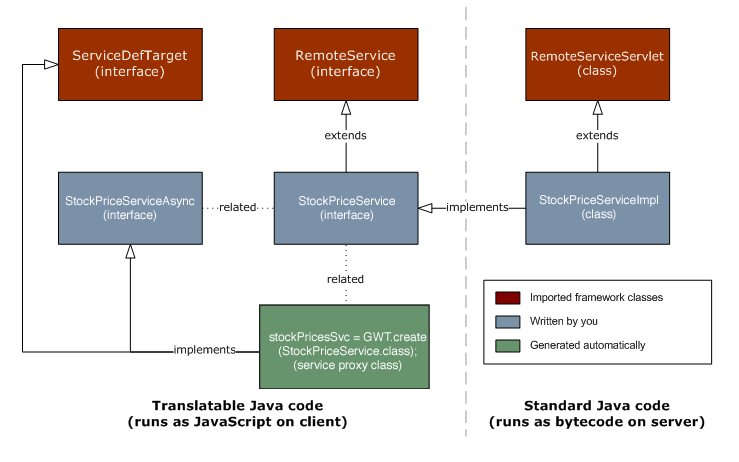 ServiceDefTarget
(interface)
RemoteService
(interface)
RemoteServiceServlet
(class)
extends
extends
StockPriceServiceAsync
(interface)
related
StockPriceService
(interface)
implements
StockPriceServiceImpl
(class)
related
stockPricesSvc = GWT.create
(StockPriceService.class);
(service proxy class)
implements
Imported framework classes
Written by you
Generated automatically
Translatable Java code
(runs as JavaScript on client)
Standard Java code
(runs as bytecode on server)